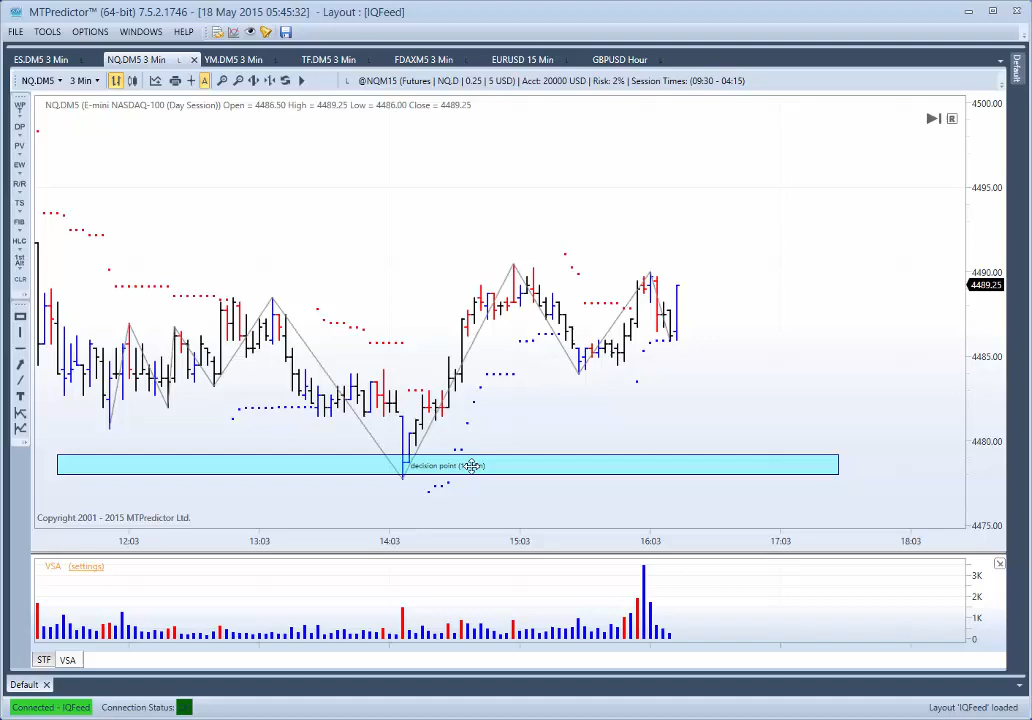 MTPredictor (64-bit) 7.5.2.1746 - [18 May 2015 05:45:32] - Layout : [IQFeed]
FILE TOOLS OPTIONS WINDOWS HELP
ES.DM5 3 Min NQ.DM5 3 Min YM.DM5 3 Min TF.DM5 3 Min FDAXM5 3 Min EURUSD 15 Min GBPUSD Hour
Default
NQ.DM5 3 Min A L @NQM15 (Futures | NQ.D | 0.25 | 5 USD) | Acct: 20000 USD | Risk: 2% | Session Times: (09:30 - 04:15)
NQ.DM5 (E-mini NASDAQ-100 (Day Session)) Open = 4486.50 High = 4489.25 Low = 4486.00 Close = 4489.25
R
WP
DP
PV
EW
R/R
TS
FIB
HLC
1st
Alt
CLR
T
4500.00
4495.00
4490.00
4489.25
4485.00
4480.00
4475.00
decision point
Copyright 2001 - 2015 MTPredictor Ltd.
12:03 13:03 14:03 15:03 16:03 17:03 18:03
VSA (settings)
3K
2K
1K
0
STF VSA
Default
Connected - IQFeed Connection Status: Layout 'IQFeed' loaded